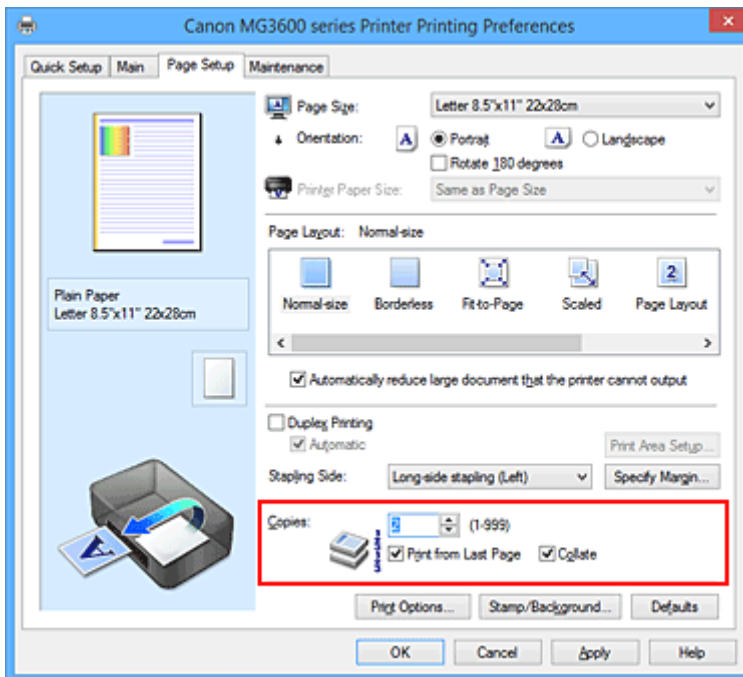 Canon MG3600 series Printer Printing Preferences
Quick Setup Main Page Setup Maintenance
Page Size: Letter 8.5"x11" 22x28cm
Orientation: A Portrait A Landscape
Rotate 180 degrees
Printer Paper Size: Same as Page Size
Page Layout: Normal-size
2
Normal-size Borderless Fit-to-Page Scaled Page Layout
Plain Paper
Letter 8.5"x11" 22x28cm
Automatically reduce large document that the printer cannot output
Duplex Printing
Automatic
Print Area Setup...
Stapling Side: Long-side stapling (Left) Specify Margin...
Copies: 2 (1-999)
Print from Last Page Collate
A
Print Options... Stamp/Background... Defaults
OK Cancel Apply Help